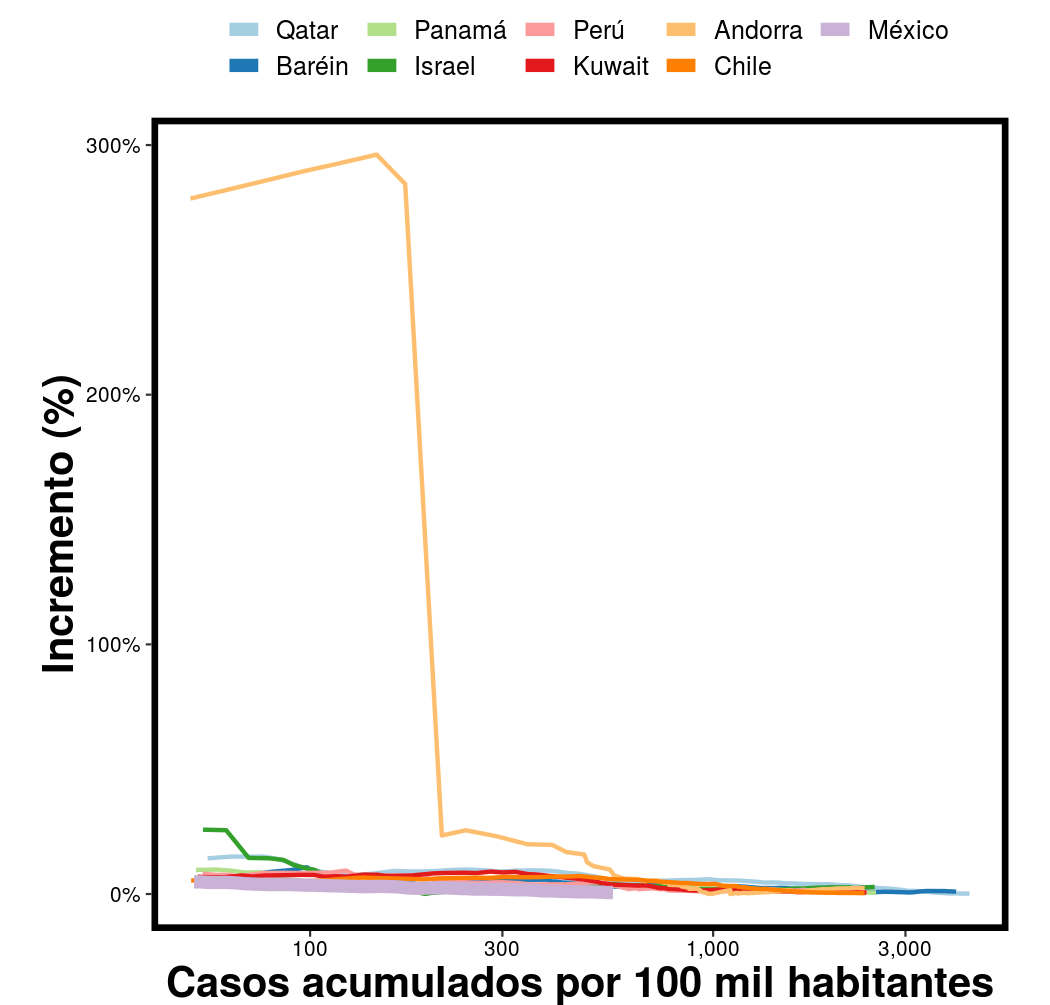 Qatar Panamá Perú Andorra México
Baréin Israel Kuwait Chile
300%
200%
100%
0%
Incremento (%)
100 300 1,000 3,000
Casos acumulados por 100 mil habitantes